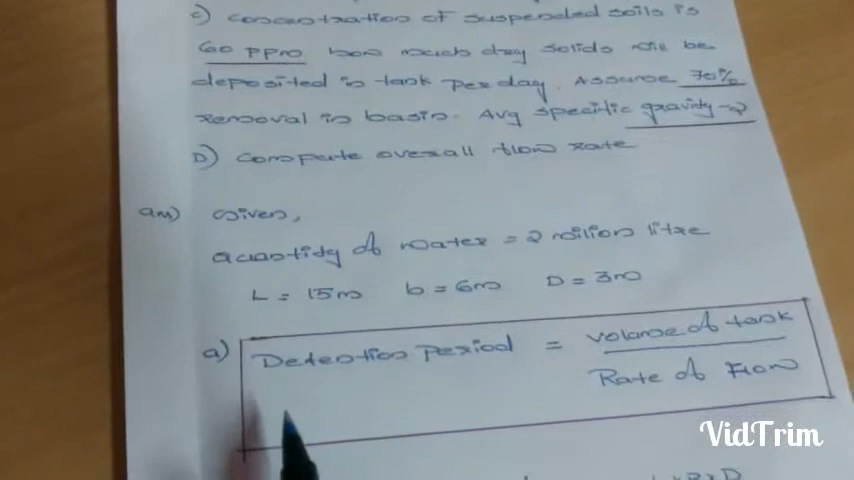 c) concentration of suspended soils is
60 ppm how much dry solids will be
deposited in tank per day. Assume 70%
removal in basin. Avg specific gravity - 2
D) compute overall flow rate
ans) Given,
quantity of water = 2 million litre
L = 15m b = 6m D = 3m
a) Detention period = volume of tank
Rate of Flow
VidTrim